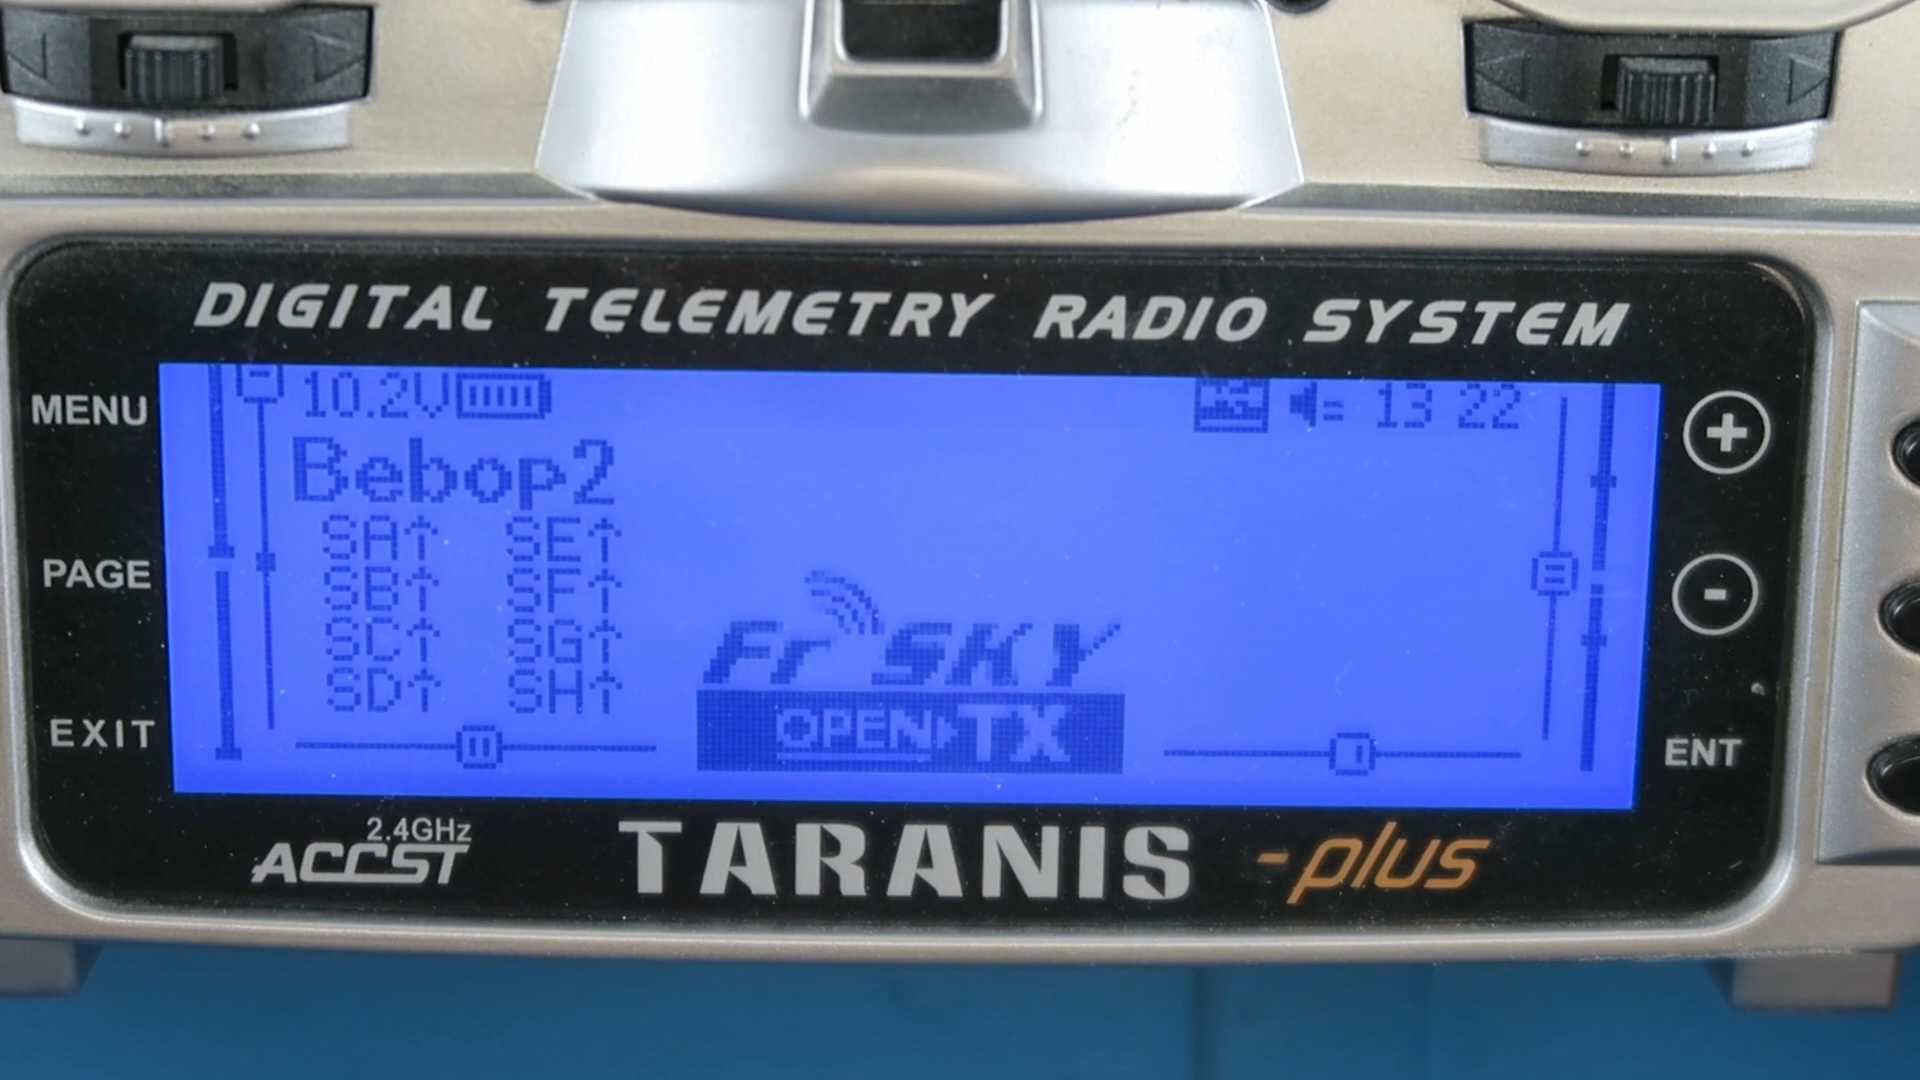 DIGITAL TELEMETRY RADIO SYSTEM
MENU
PAGE
EXIT
10.2V
13 22
Bebop2
SA↑ SE↑
SB↑ SF↑
SC↑ SG↑
SD↑ SH↑
FrSKY
OPEN TX
+
-
ENT
2.4GHz
ACCST
TARANIS -plus